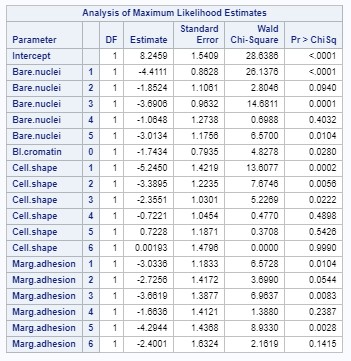 Analysis of Maximum Likelihood Estimates
Parameter DF Estimate Standard Error Wald Chi-Square Pr > ChiSq
Intercept 1 8.2459 1.5409 28.6386 <.0001
Bare.nuclei 1 1 -4.4111 0.8628 26.1376 <.0001
Bare.nuclei 2 1 -1.8524 1.1061 2.8046 0.0940
Bare.nuclei 3 1 -3.6906 0.9632 14.6811 0.0001
Bare.nuclei 4 1 -1.0648 1.2738 0.6988 0.4032
Bare.nuclei 5 1 -3.0134 1.1756 6.5700 0.0104
Bl.cromatin 0 1 -1.7434 0.7935 4.8278 0.0280
Cell.shape 1 1 -5.2450 1.4219 13.6077 0.0002
Cell.shape 2 1 -3.3895 1.2235 7.6746 0.0056
Cell.shape 3 1 -2.3551 1.0301 5.2269 0.0222
Cell.shape 4 1 -0.7221 1.0454 0.4770 0.4898
Cell.shape 5 1 0.7228 1.1871 0.3708 0.5426
Cell.shape 6 1 0.00193 1.4796 0.0000 0.9990
Marg.adhesion 1 1 -3.0336 1.1833 6.5728 0.0104
Marg.adhesion 2 1 -2.7256 1.4172 3.6990 0.0544
Marg.adhesion 3 1 -3.6619 1.3877 6.9637 0.0083
Marg.adhesion 4 1 -1.6636 1.4121 1.3880 0.2387
Marg.adhesion 5 1 -4.2944 1.4368 8.9330 0.0028
Marg.adhesion 6 1 -2.4001 1.6324 2.1619 0.1415